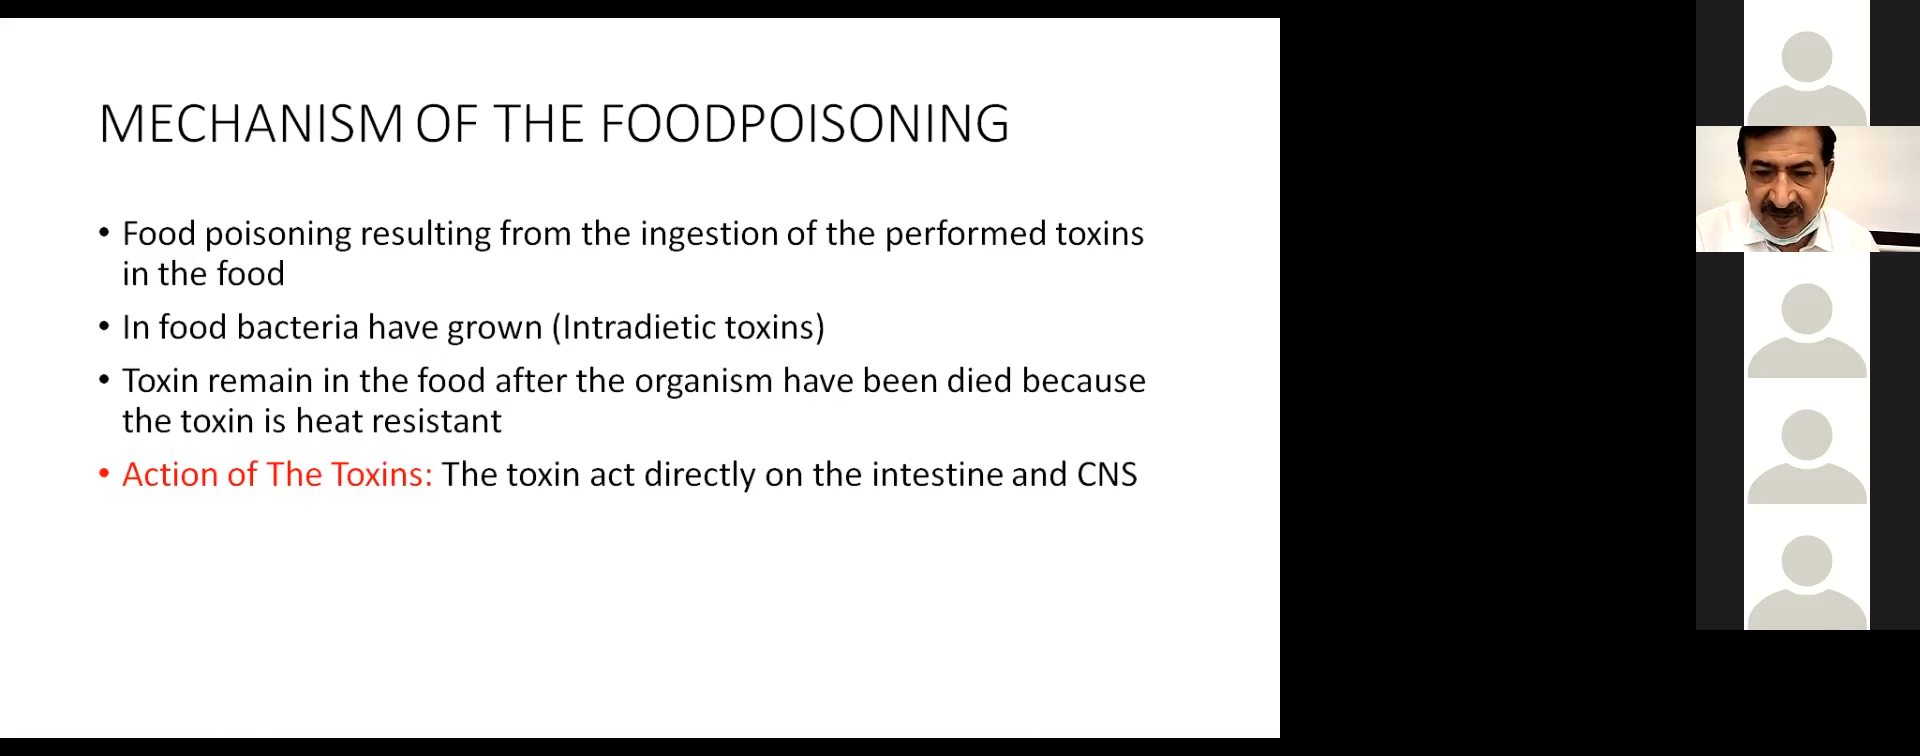 MECHANISM OF THE FOODPOISONING
• Food poisoning resulting from the ingestion of the performed toxins
in the food
• In food bacteria have grown (Intradietic toxins)
• Toxin remain in the food after the organism have been died because
the toxin is heat resistant
• Action of The Toxins: The toxin act directly on the intestine and CNS